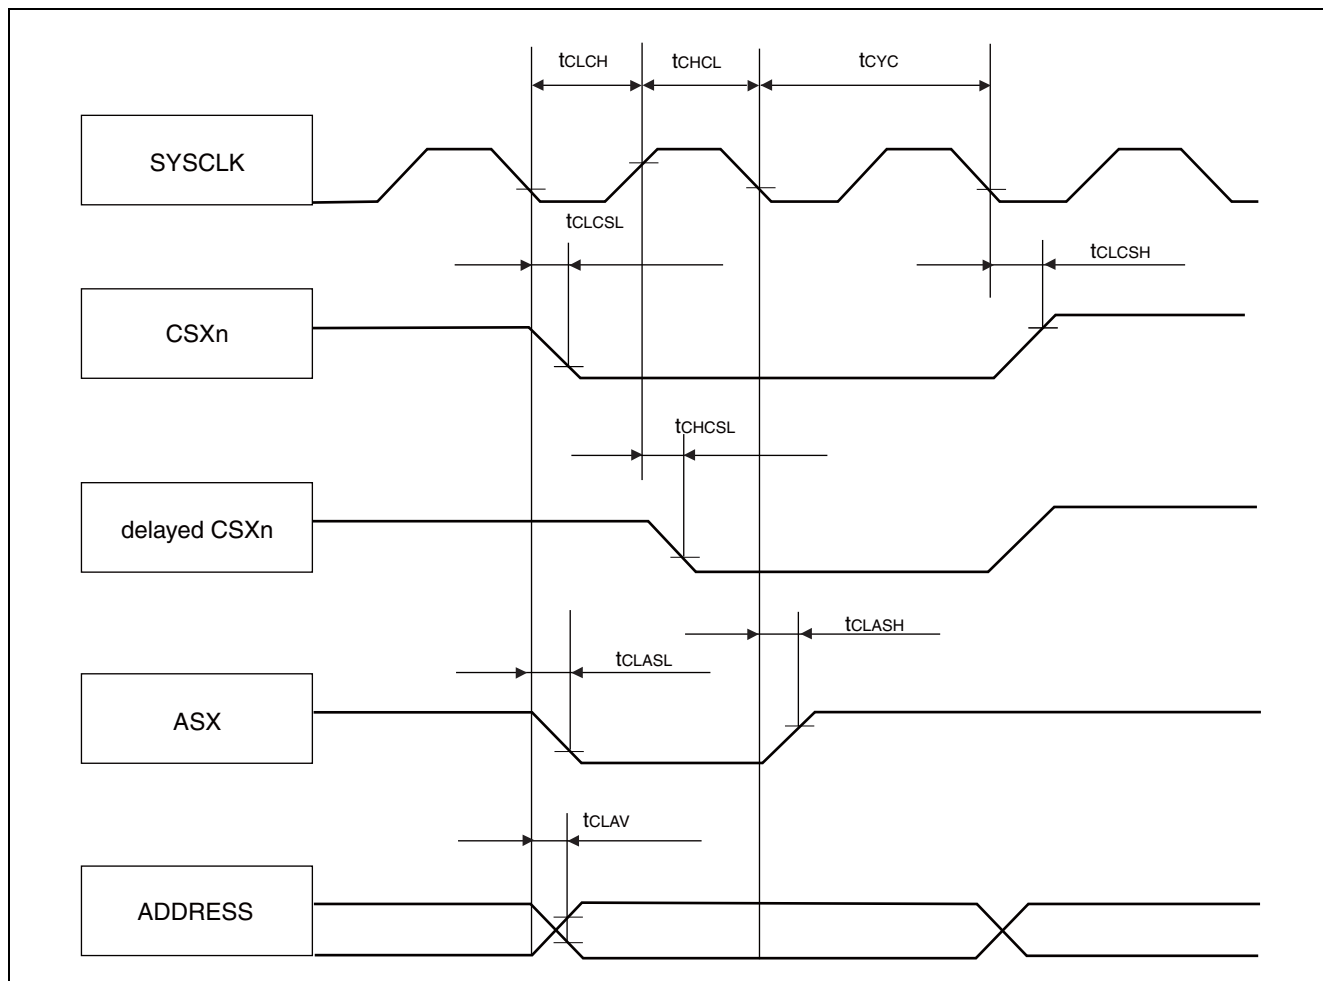 tCLCH
tCHCL
tCYC
SYSCLK
tCLCSL
tCLCSH
CSXn
tCHCSL
delayed CSXn
tCLASH
tCLASL
ASX
tCLAV
ADDRESS